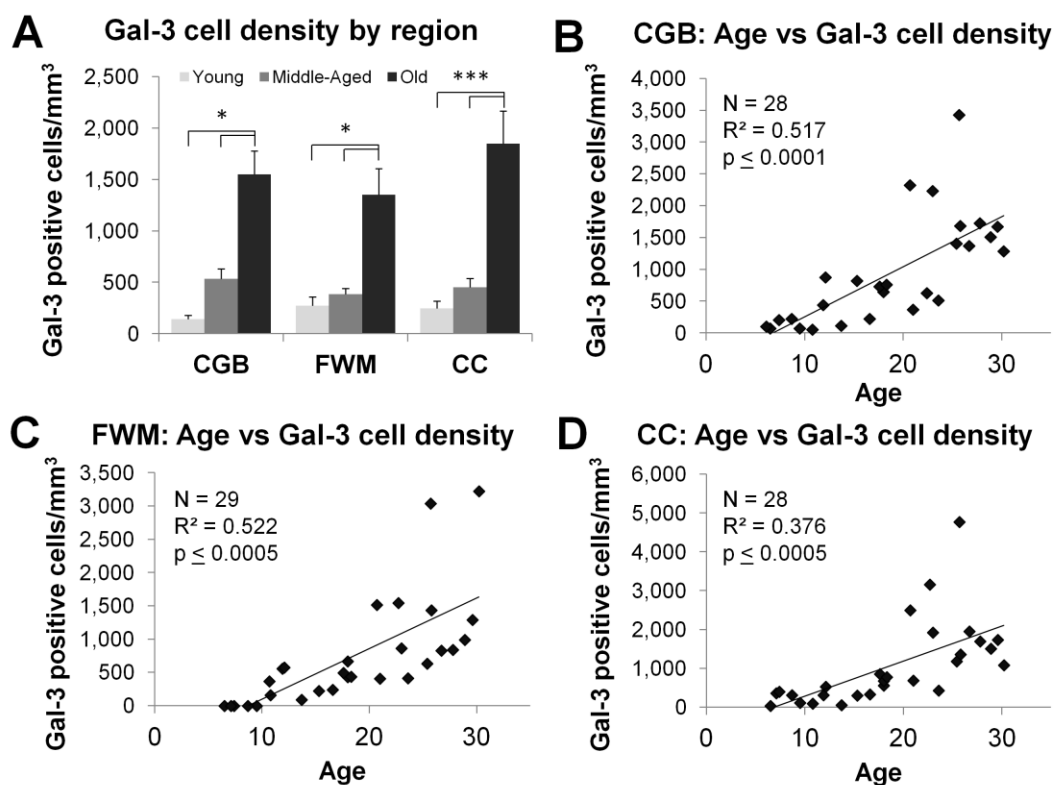 A
Gal-3 cell density by region
Gal-3 positive cells/mm³
2,500
2,000
1,500
1,000
500
0
Young Middle-Aged Old
*
*
***
CGB FWM CC
B
CGB: Age vs Gal-3 cell density
Gal-3 positive cells/mm³
4,000
3,500
3,000
2,500
2,000
1,500
1,000
500
0
N = 28
R² = 0.517
p ≤ 0.0001
0 10 20 30
Age
C
FWM: Age vs Gal-3 cell density
Gal-3 positive cells/mm³
3,500
3,000
2,500
2,000
1,500
1,000
500
0
N = 29
R² = 0.522
p ≤ 0.0005
0 10 20 30
Age
D
CC: Age vs Gal-3 cell density
Gal-3 positive cells/mm³
6,000
5,000
4,000
3,000
2,000
1,000
0
N = 28
R² = 0.376
p ≤ 0.0005
0 10 20 30
Age